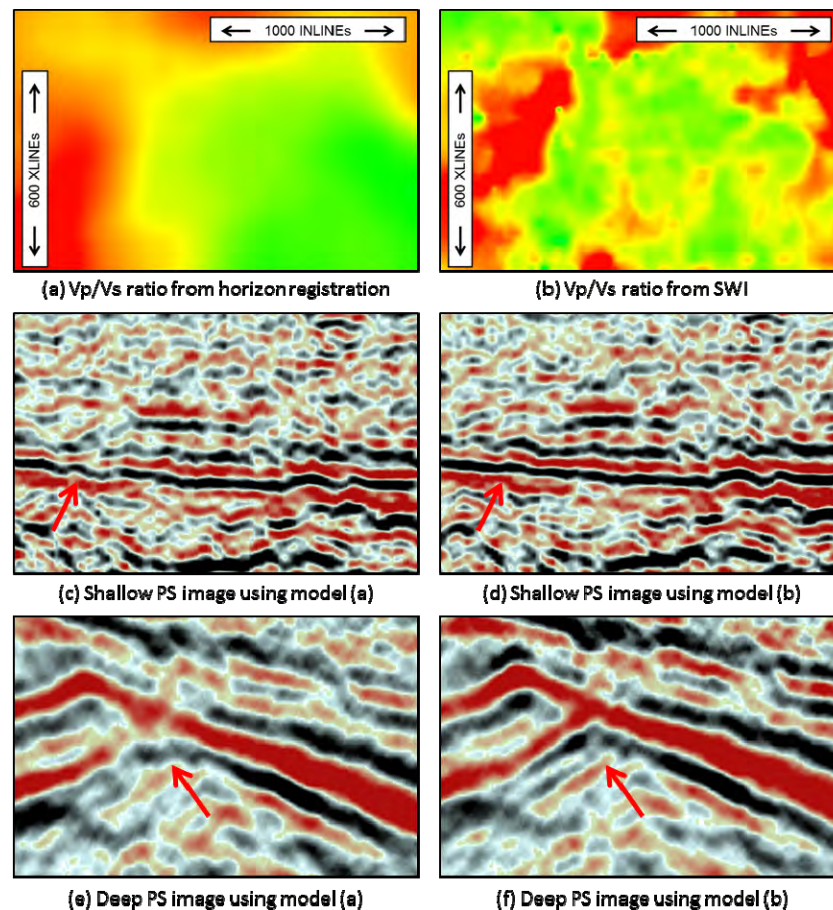 1000 INLINEs
600 XLINEs
1000 INLINEs
600 XLINEs
(a) Vp/Vs ratio from horizon registration
(b) Vp/Vs ratio from SWI
(c) Shallow PS image using model (a)
(d) Shallow PS image using model (b)
(e) Deep PS image using model (a)
(f) Deep PS image using model (b)